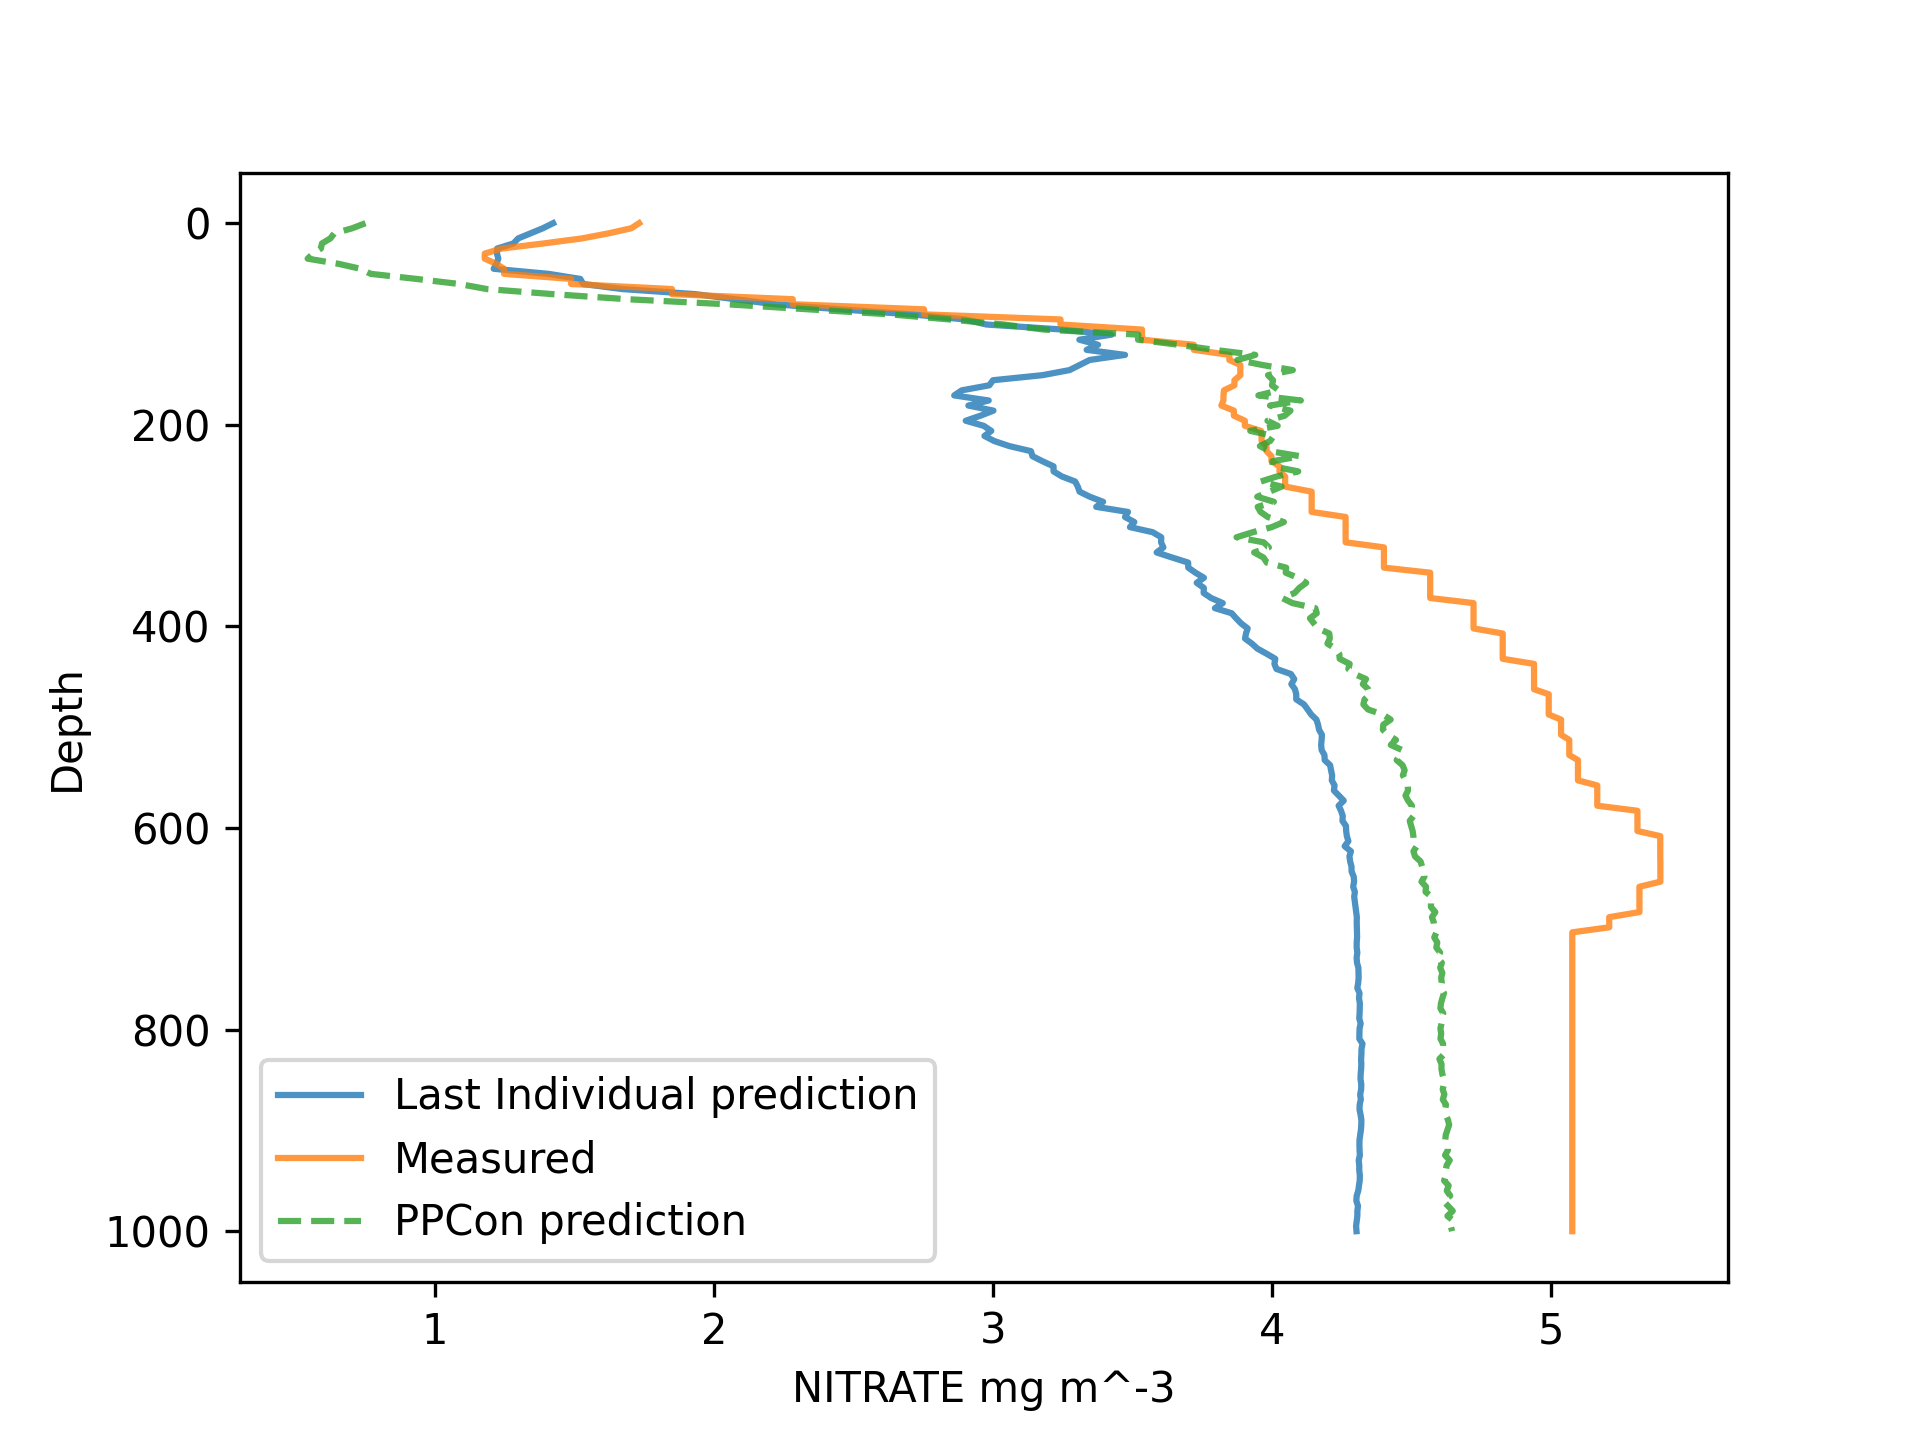 0
200
400
600
800
1000
Depth
Last Individual prediction
Measured
PPCon prediction
1 2 3 4 5
NITRATE mg m^-3